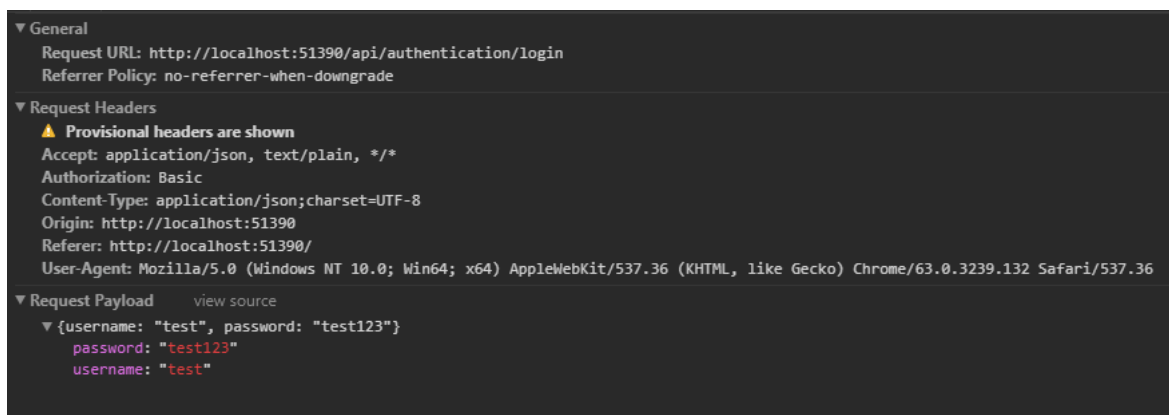 General
Request URL: http://localhost:51390/api/authentication/login
Referrer Policy: no-referrer-when-downgrade
Request Headers
Provisional headers are shown
Accept: application/json, text/plain, */*
Authorization: Basic
Content-Type: application/json;charset=UTF-8
Origin: http://localhost:51390
Referer: http://localhost:51390/
User-Agent: Mozilla/5.0 (Windows NT 10.0; Win64; x64) AppleWebKit/537.36 (KHTML, like Gecko) Chrome/63.0.3239.132 Safari/537.36
Request Payload view source
{username: "test", password: "test123"}
password: "test123"
username: "test"